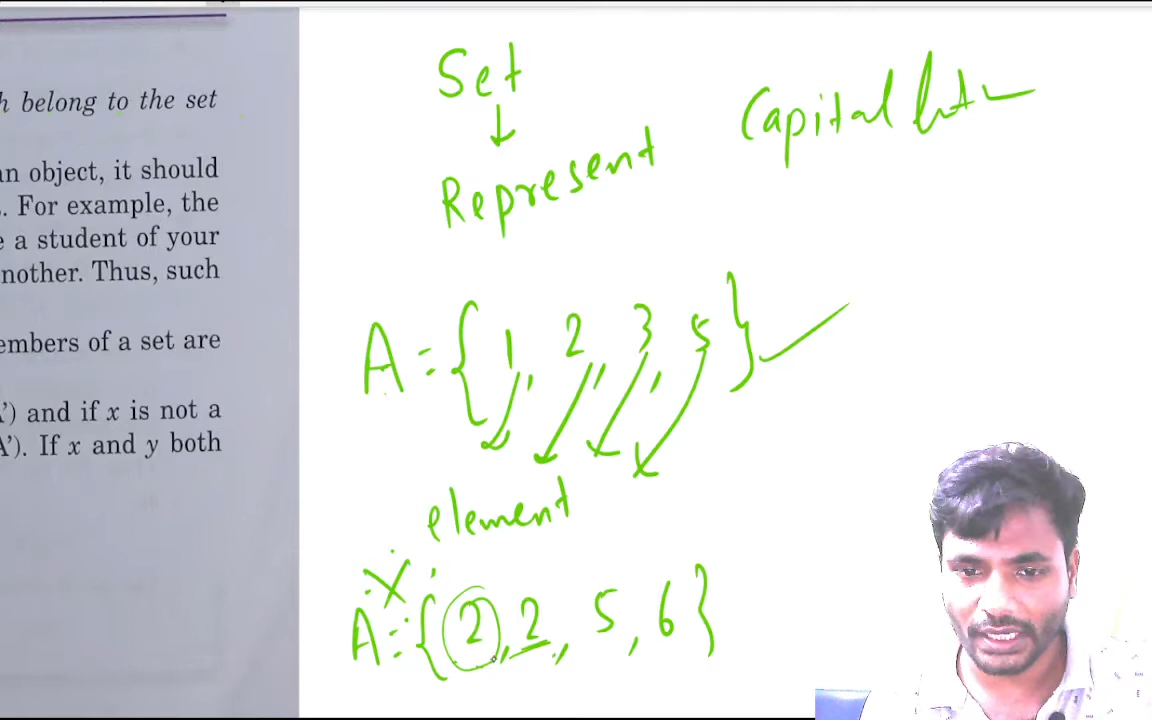 h belong to the set
an object, it should
. For example, the
e a student of your
nother. Thus, such
embers of a set are
A') and if x is not a
A'). If x and y both
Set
↓
Represent Capital
A = {1, 2, 3, 5} ✓
element
X
A = {2, 2, 5, 6}